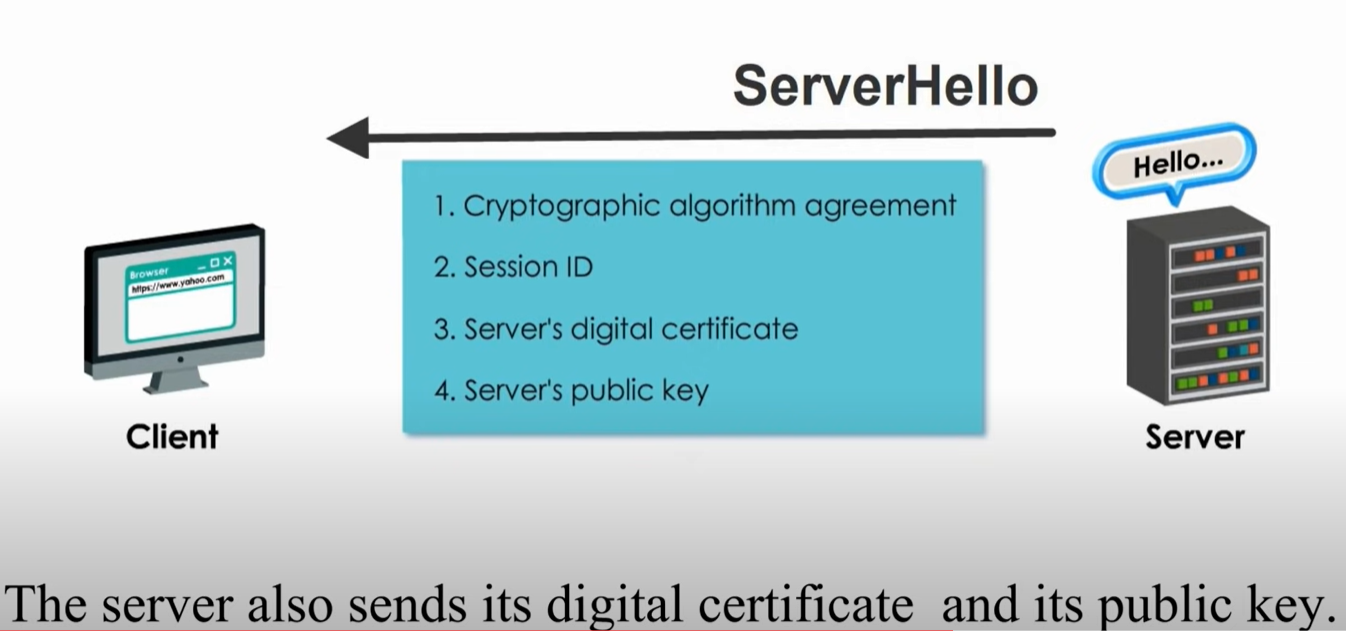 ServerHello
Hello...
1. Cryptographic algorithm agreement
2. Session ID
3. Server's digital certificate
4. Server's public key
Browser
https://www.yahoo.com
Client
Server
The server also sends its digital certificate and its public key.